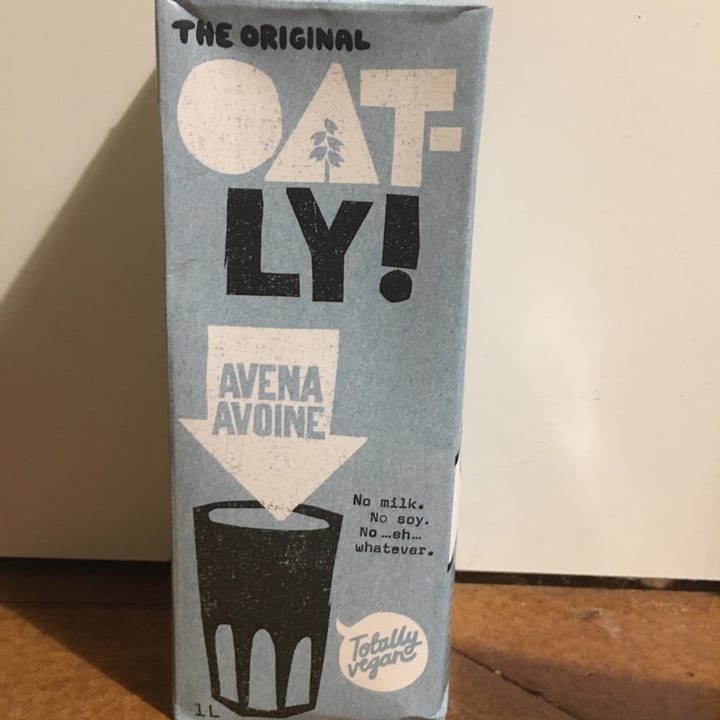 THE ORIGINAL
OAT-
LY!
AVENA
AVOINE
No milk.
No soy.
No ...eh...
whatever.
Totally
vegan
1L